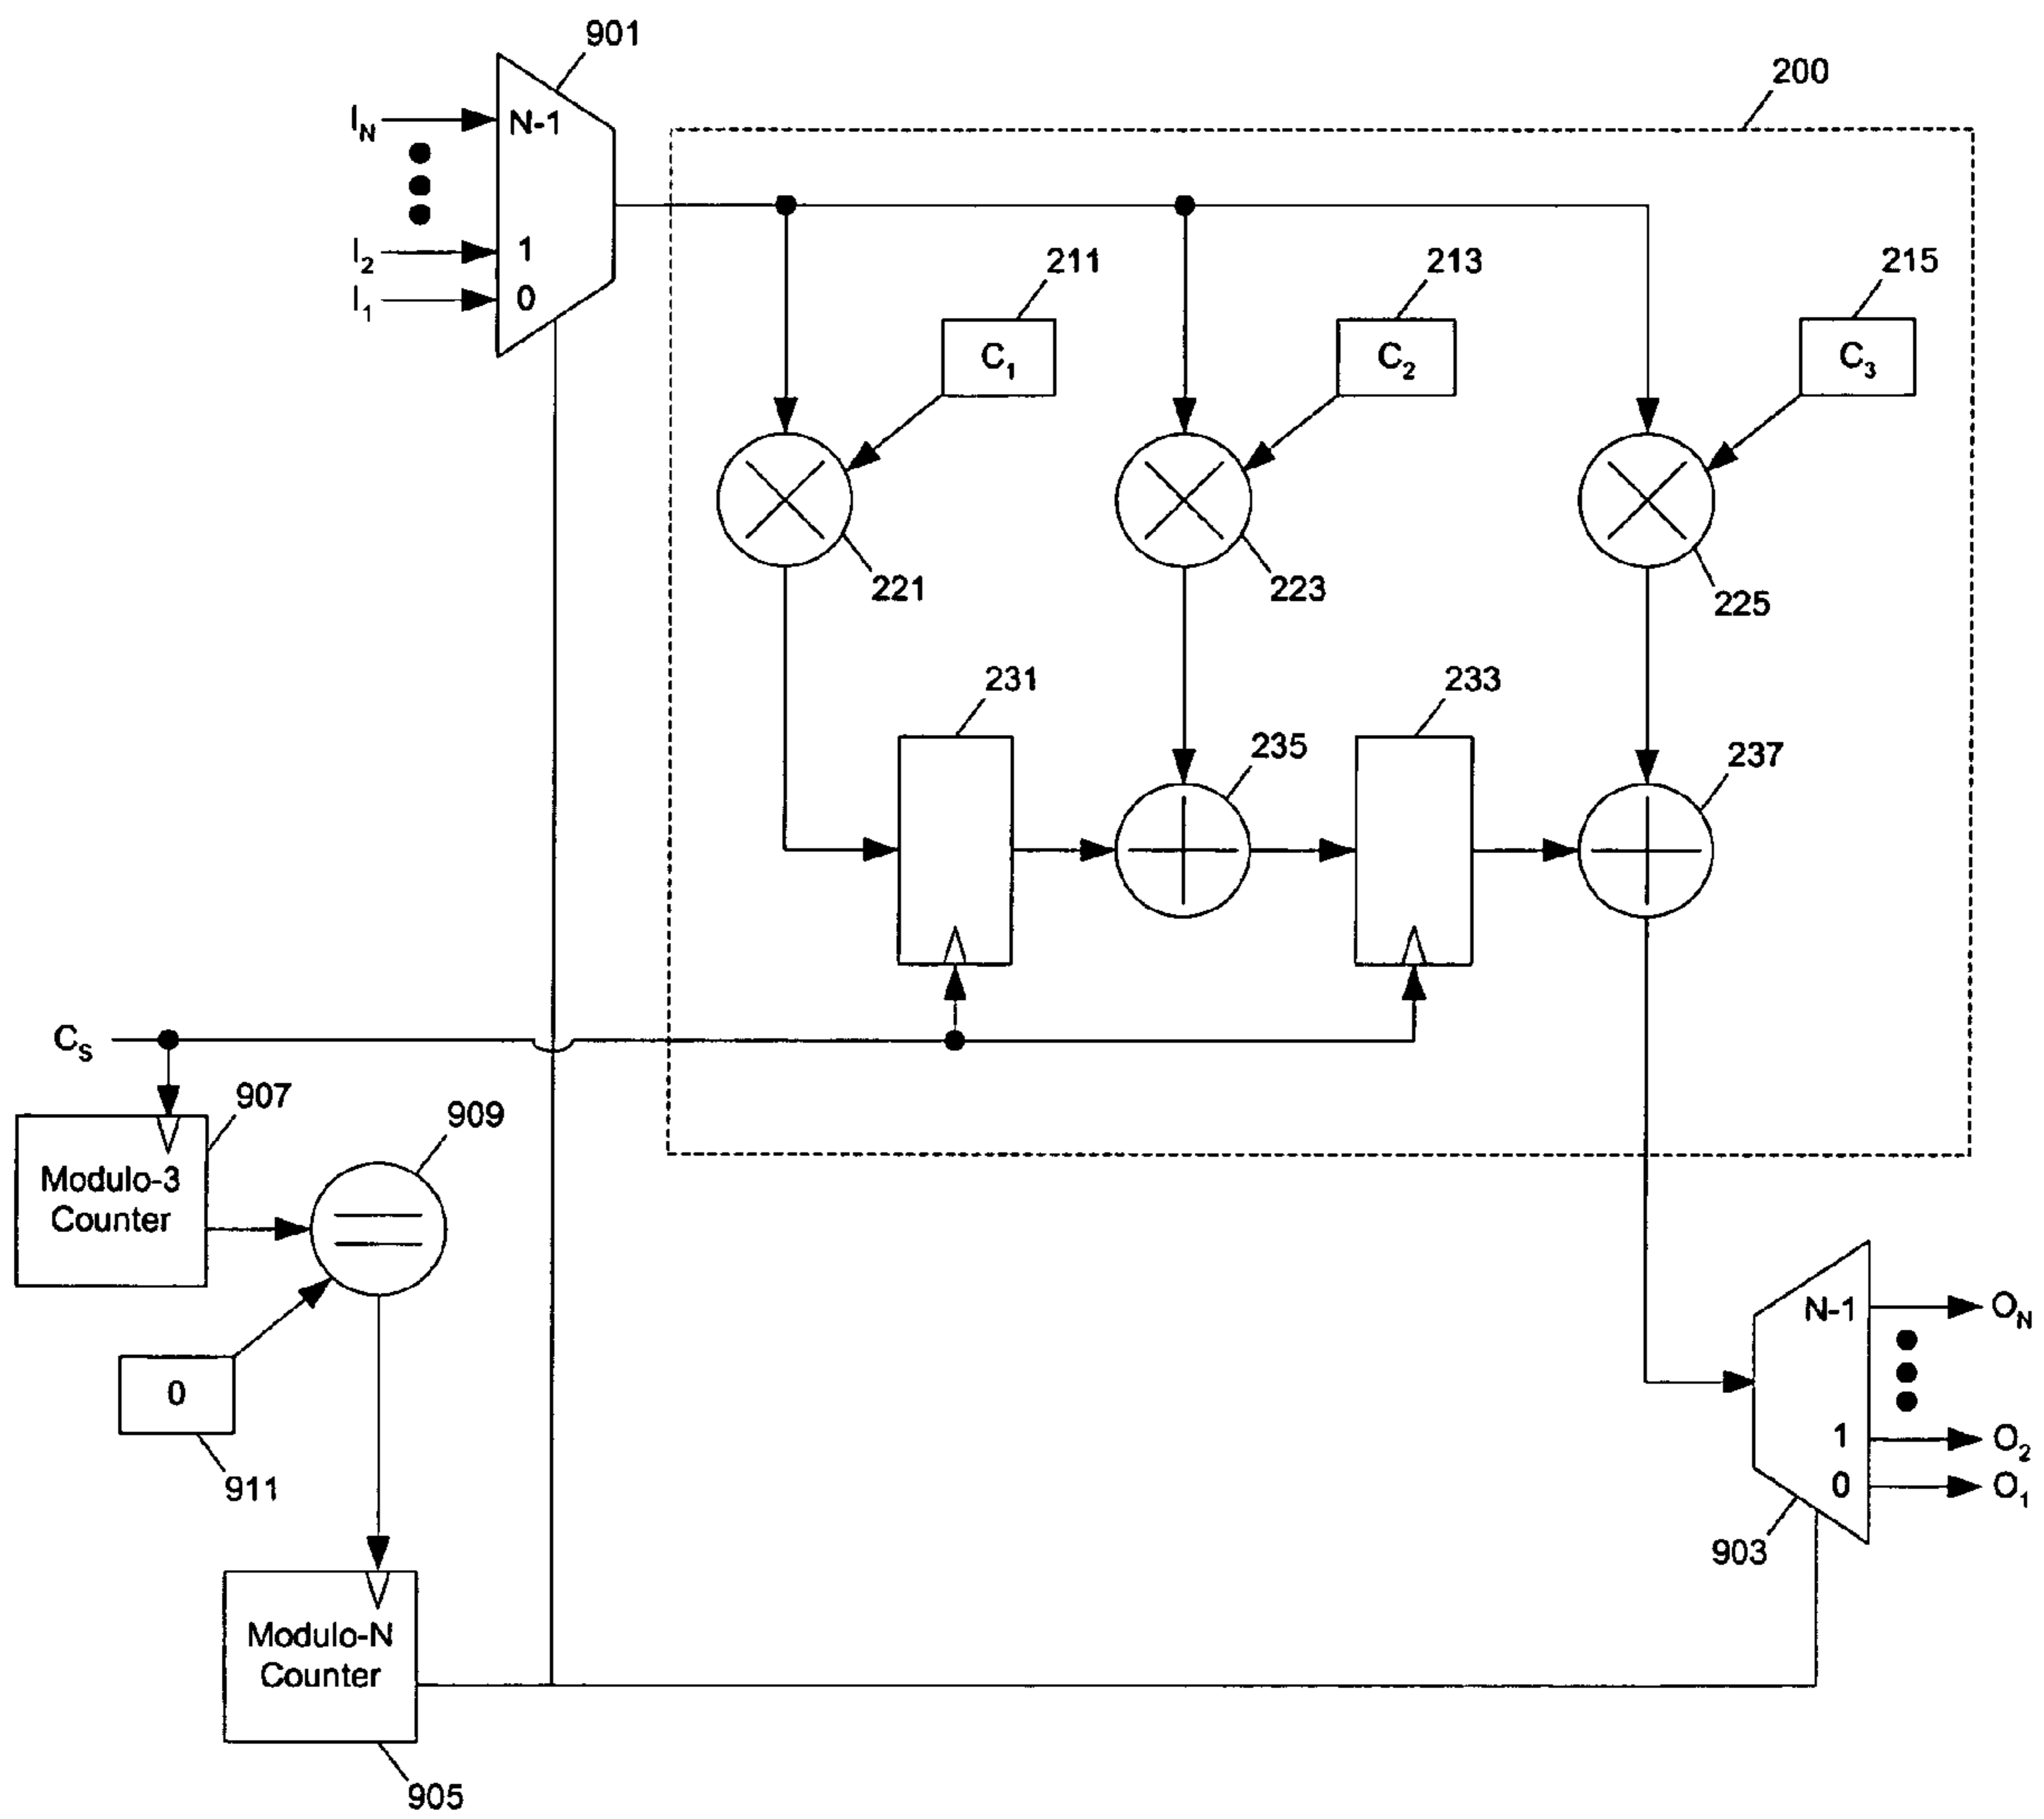 901
200
I_N
N-1
I_2
1
I_1
0
211
213
215
C_1
C_2
C_3
221
223
225
231
233
235
237
C_S
907
909
Modulo-3
Counter
0
911
N-1
O_N
1
O_2
0
O_1
903
Modulo-N
Counter
905